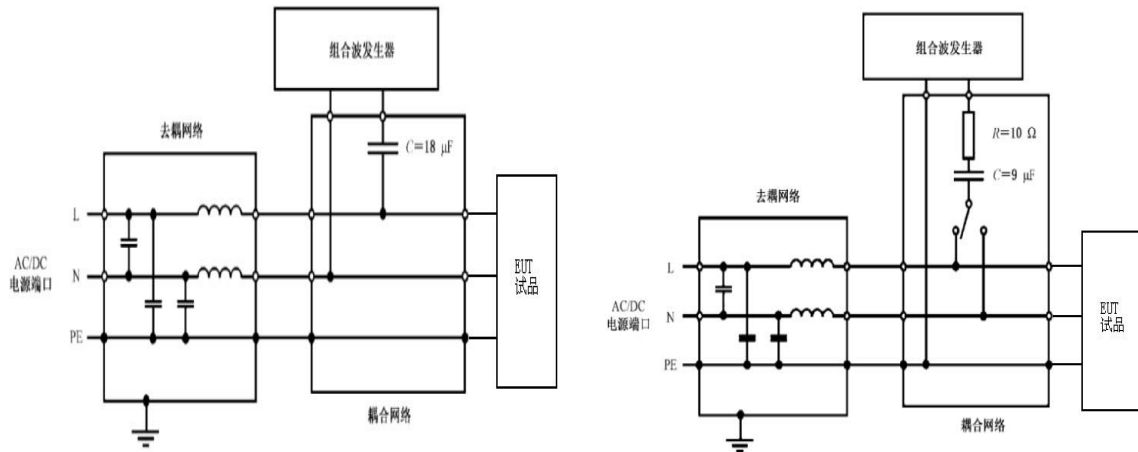 组合波发生器
去耦网络
C=18 μF
L
AC/DC
电源端口
N
PE
EUT
试品
耦合网络
组合波发生器
R=10 Ω
C=9 μF
去耦网络
L
AC/DC
电源端口
N
PE
EUT
试品
耦合网络